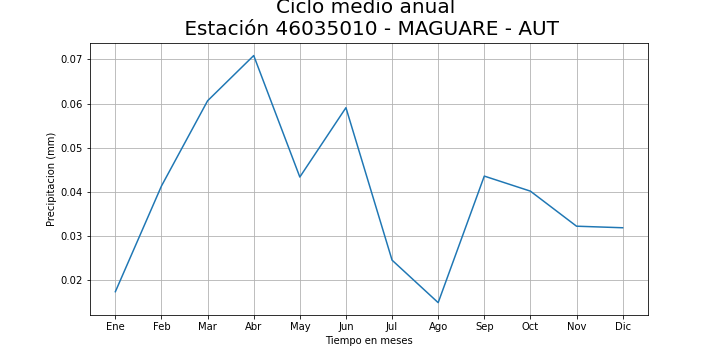 Ciclo medio anual
Estación 46035010 - MAGUARE - AUT
0.07
0.06
0.05
0.04
0.03
0.02
Precipitacion (mm)
Ene Feb Mar Abr May Jun Jul Ago Sep Oct Nov Dic
Tiempo en meses